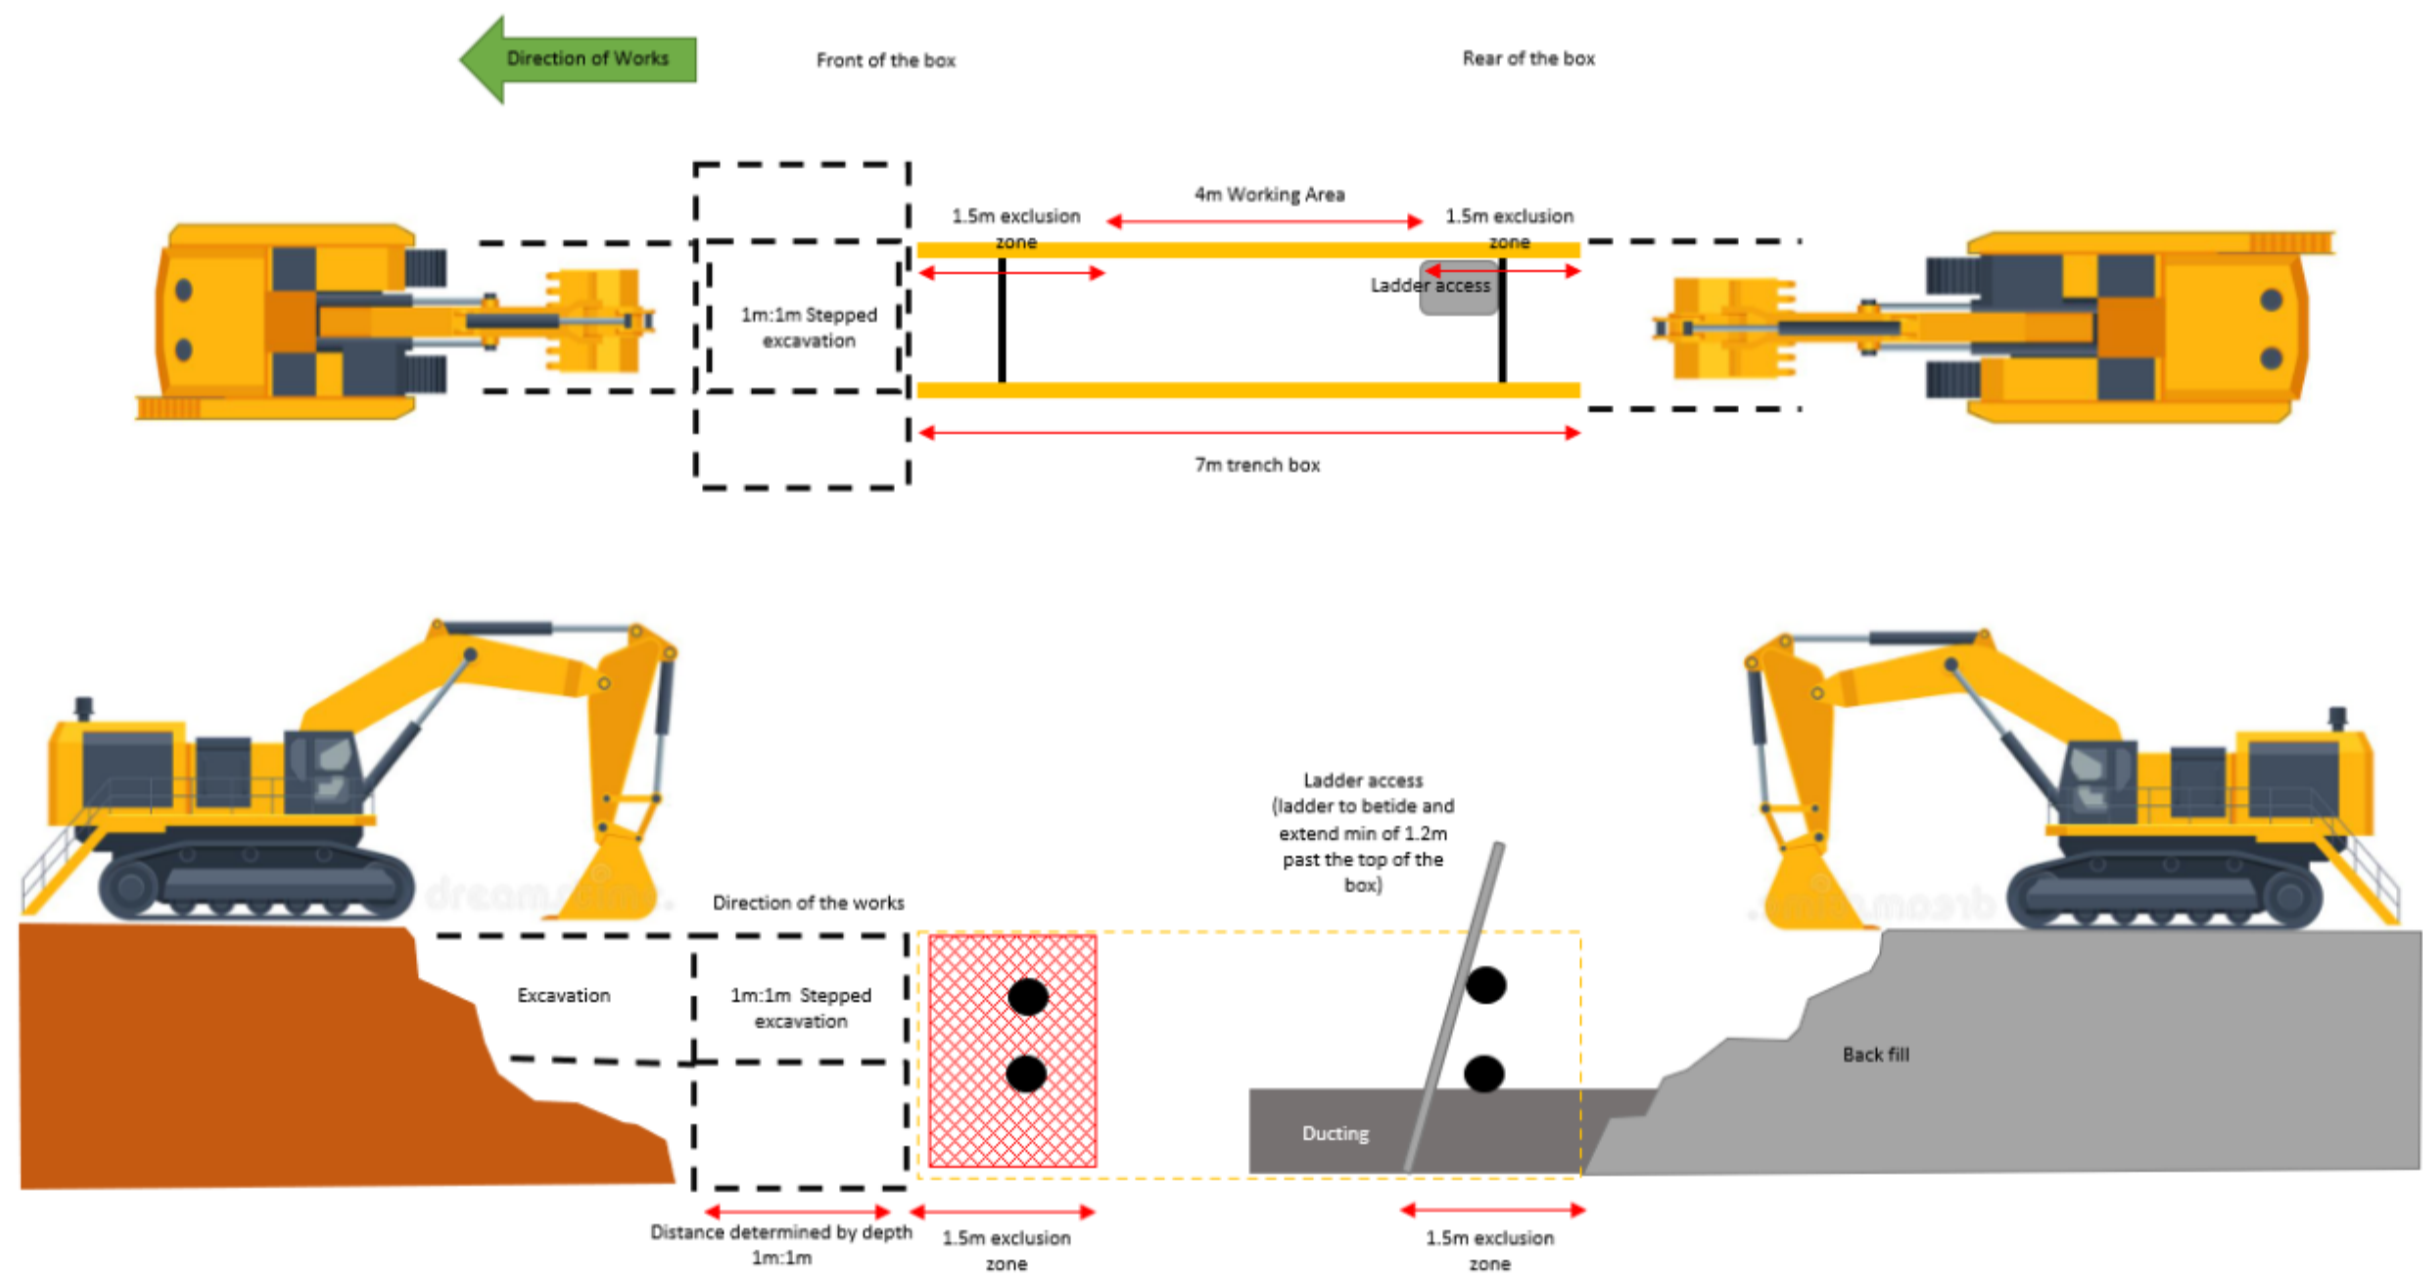 Direction of Works
Front of the box
Rear of the box
4m Working Area
1.5m exclusion
zone
1.5m exclusion
zone
Ladder access
1m:1m Stepped
excavation
7m trench box
Ladder access
(ladder to betide and
extend min of 1.2m
past the top of the
box)
Direction of the works
Excavation
1m:1m Stepped
excavation
Back fill
Ducting
Distance determined by depth
1m:1m
1.5m exclusion
zone
1.5m exclusion
zone